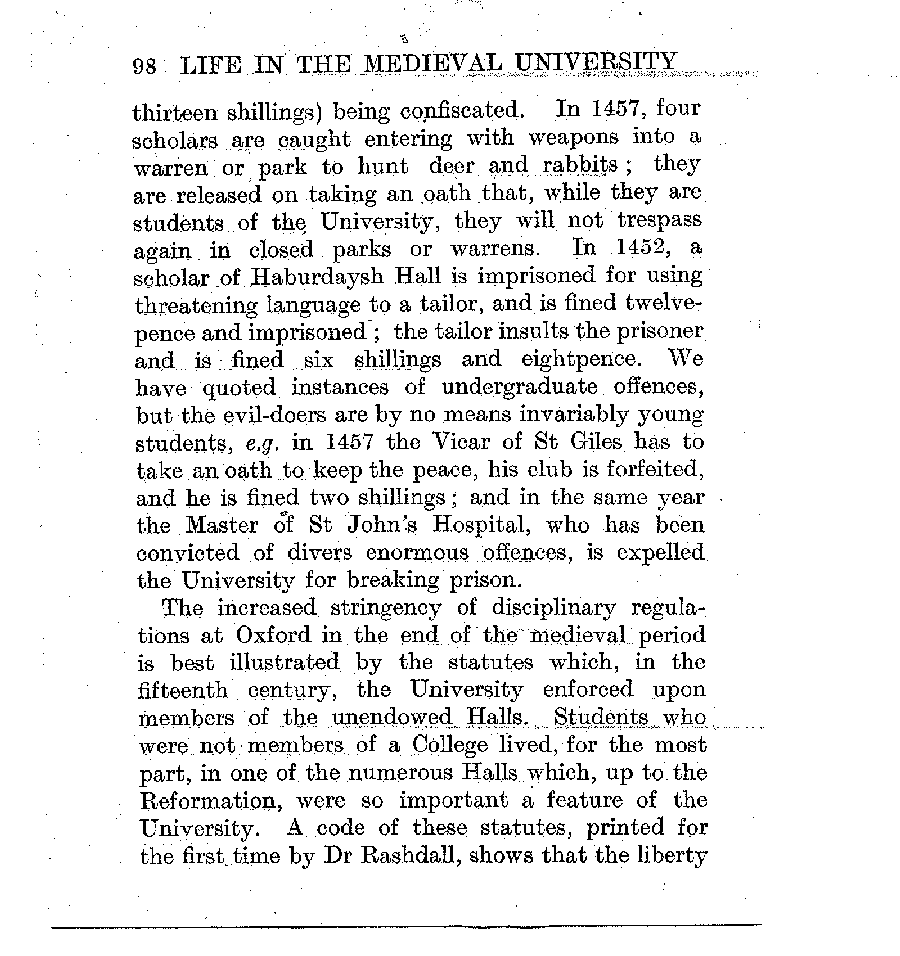 98 LIFE IN THE MEDIEVAL UNIVERSITY
thirteen shillings) being confiscated. In 1457, four
scholars are caught entering with weapons into a
warren or park to hunt deer and rabbits ; they
are released on taking an oath that, while they are
students of the University, they will not trespass
again in closed parks or warrens. In 1452, a
scholar of Haburdaysh Hall is imprisoned for using
threatening language to a tailor, and is fined twelve-
pence and imprisoned ; the tailor insults the prisoner
and is fined six shillings and eightpence. We
have quoted instances of undergraduate offences,
but the evil-doers are by no means invariably young
students, e.g. in 1457 the Vicar of St Giles has to
take an oath to keep the peace, his club is forfeited,
and he is fined two shillings ; and in the same year
the Master of St John's Hospital, who has been
convicted of divers enormous offences, is expelled
the University for breaking prison.
The increased stringency of disciplinary regula-
tions at Oxford in the end of the medieval period
is best illustrated by the statutes which, in the
fifteenth century, the University enforced upon
members of the unendowed Halls. Students who
were not members of a College lived, for the most
part, in one of the numerous Halls which, up to the
Reformation, were so important a feature of the
University. A code of these statutes, printed for
the first time by Dr Rashdall, shows that the liberty